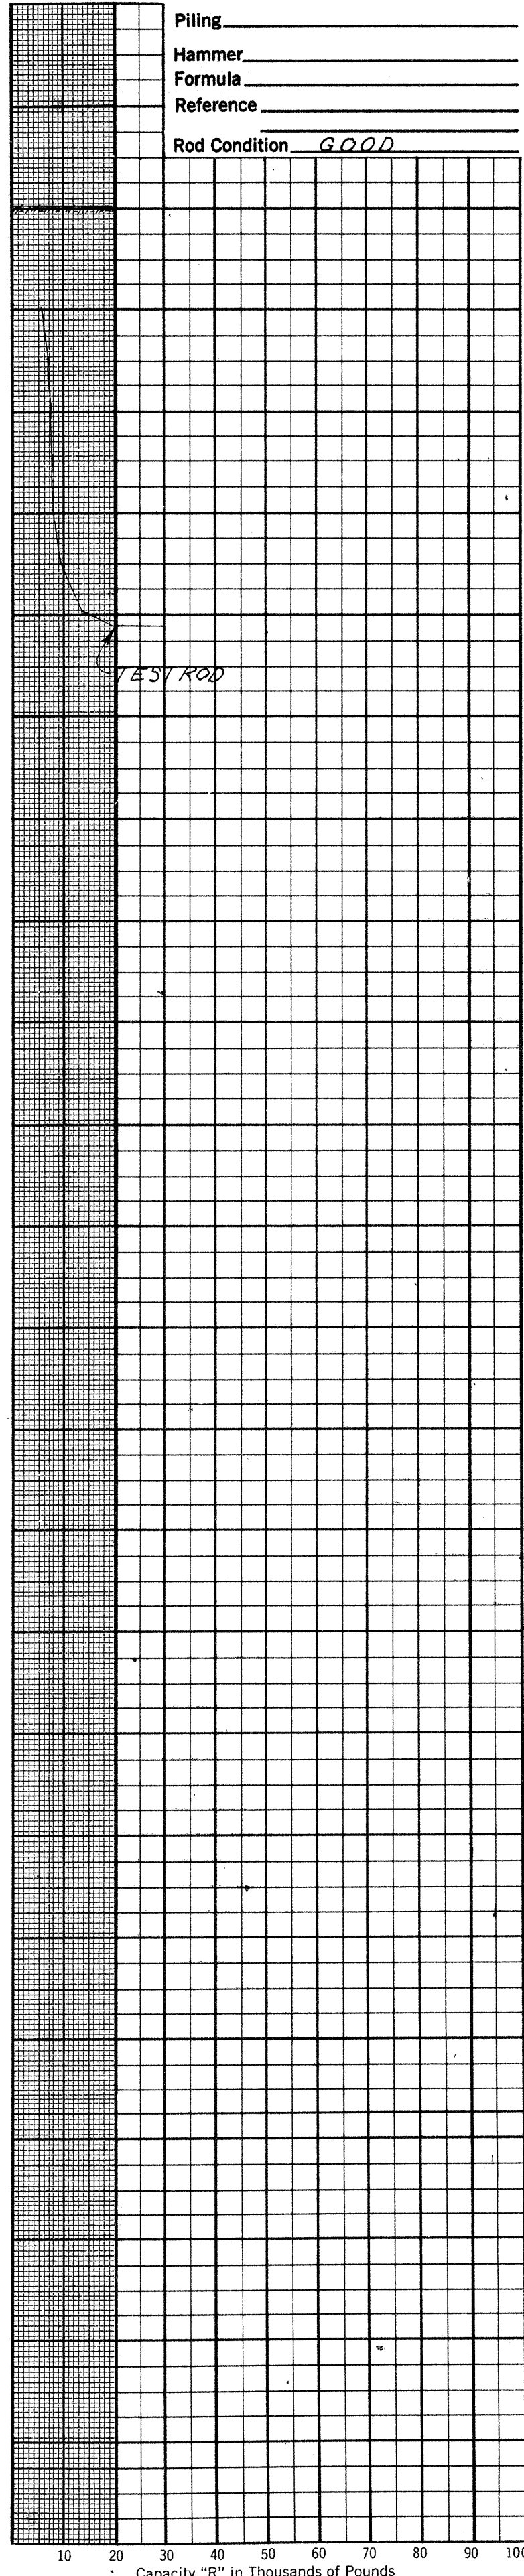 Piling
Hammer
Formula
Reference
Rod Condition GOOD
TEST ROD
10 20 30 40 50 60 70 80 90 100
Capacity "R" in Thousands of Pounds